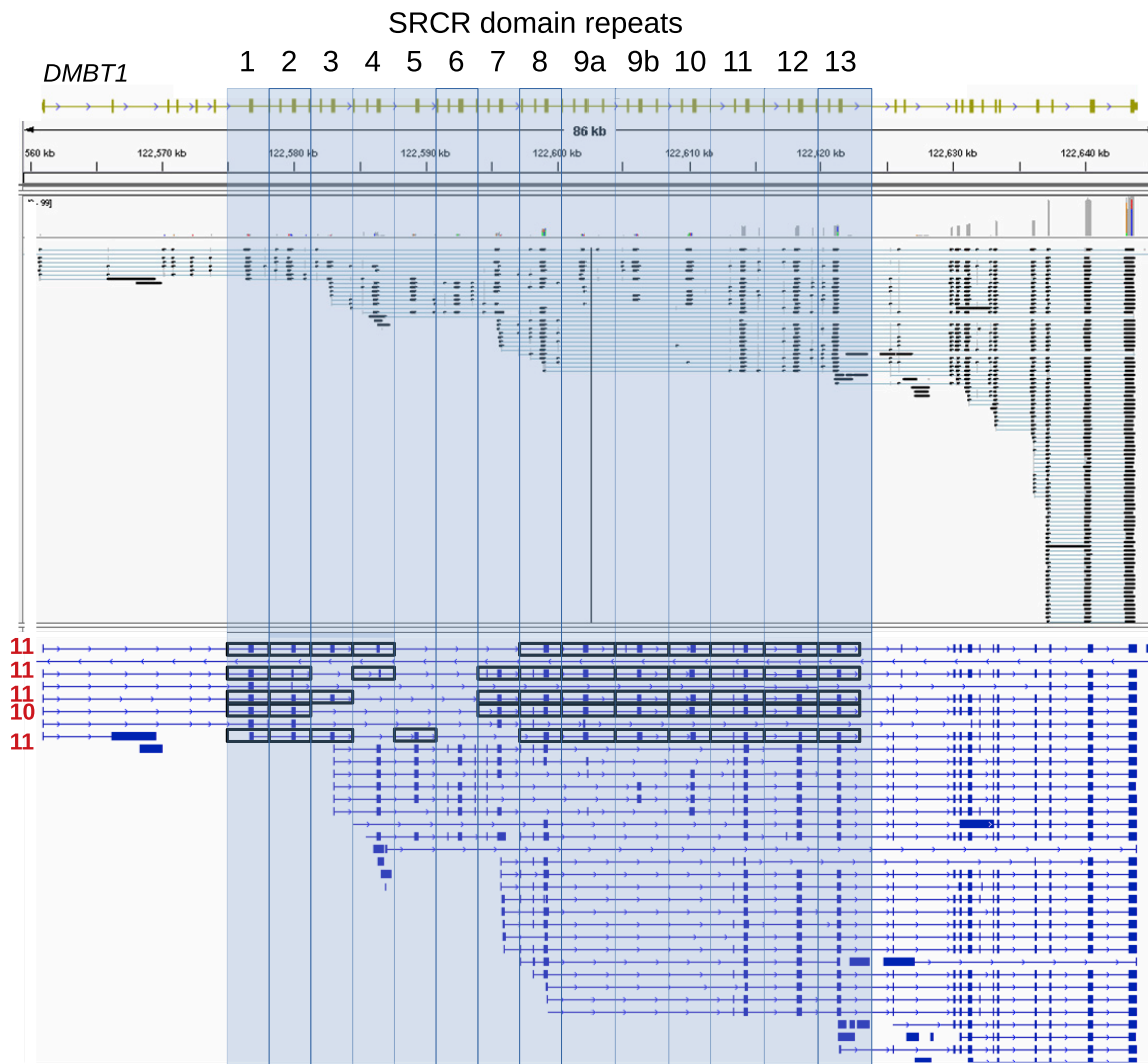 SRCR domain repeats
DMBT1
1 2 3 4 5 6 7 8 9a 9b 10 11 12 13
86 kb
560 kb 122,570 kb 122,580 kb 122,590 kb 122,600 kb 122,610 kb 122,620 kb 122,630 kb 122,640 kb
- 99]
11
11
11
10
11